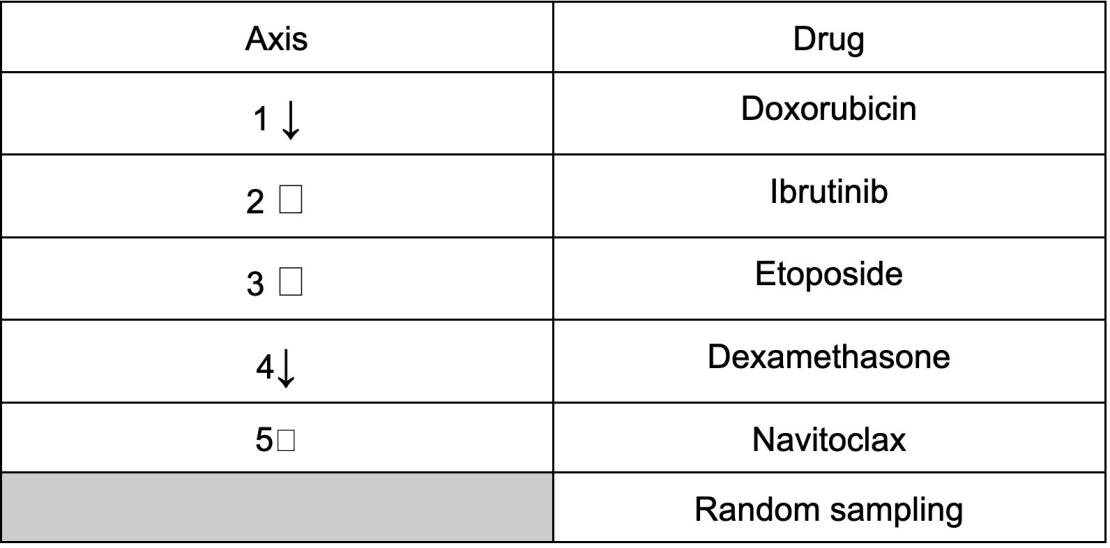 Axis Drug
1 ↓ Doxorubicin
2 □ Ibrutinib
3 □ Etoposide
4↓ Dexamethasone
5□ Navitoclax
Random sampling